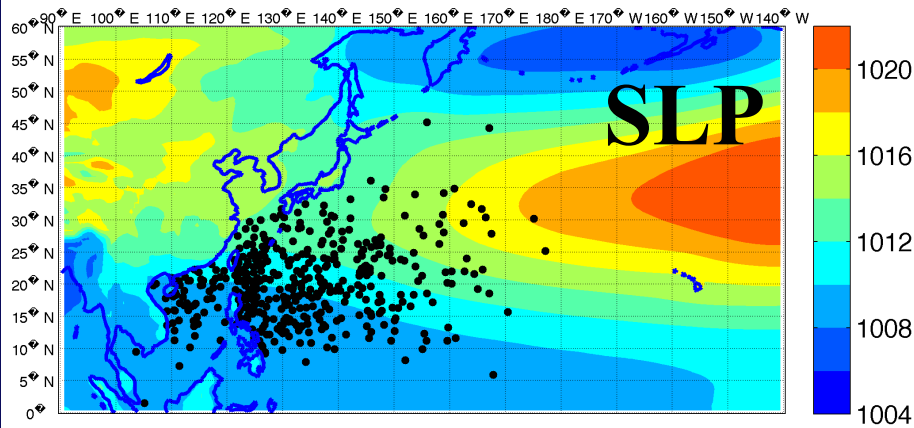 90� E 100� E 110� E 120� E 130� E 140� E 150� E 160� E 170� E 180� E 170� W 160� W 150� W 140� W
60� N
55� N
50� N
SLP
45� N
40� N
35� N
30� N
25� N
20� N
15� N
10� N
5� N
0�
1020
1016
1012
1008
1004